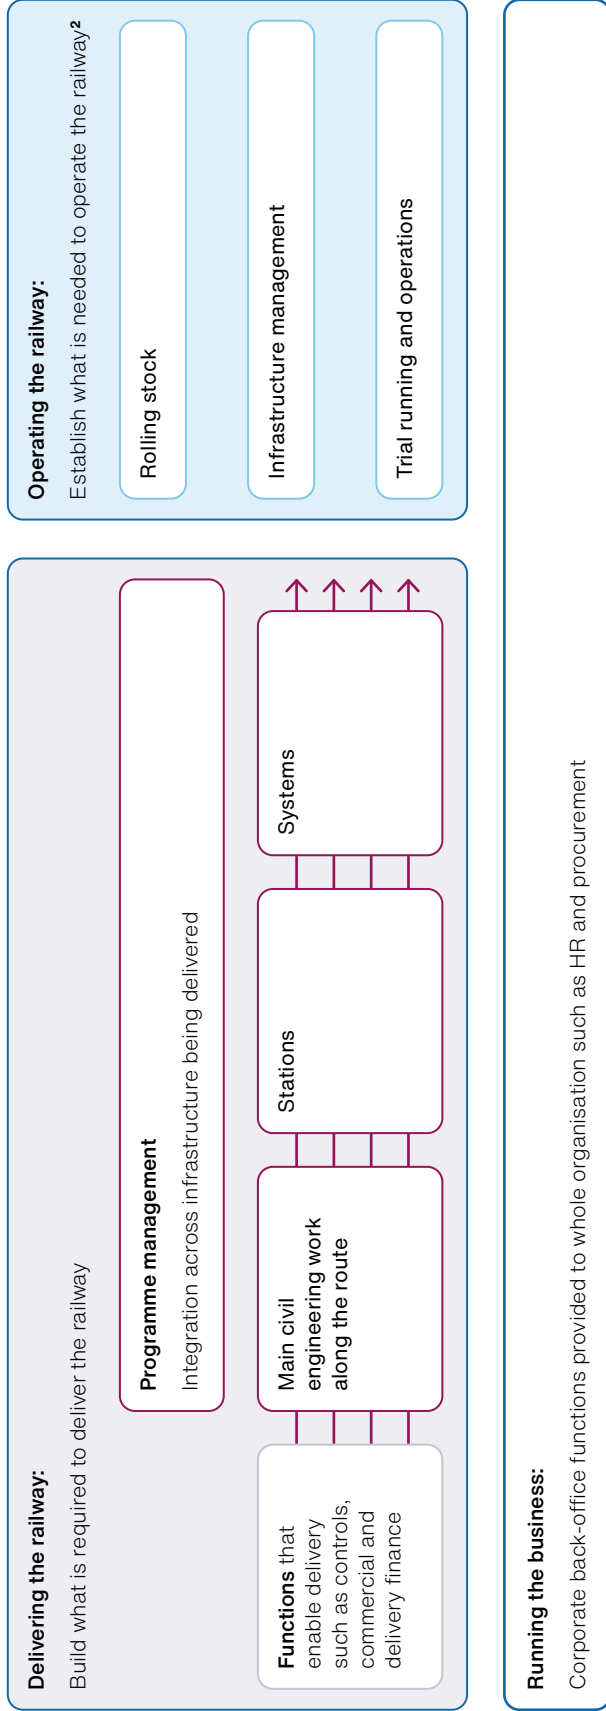 Delivering the railway:
Build what is required to deliver the railway
Programme management
Integration across infrastructure being delivered
Functions that
enable delivery
such as controls,
commercial and
delivery finance
Main civil
engineering work
along the route
Stations
Systems
Operating the railway:
Establish what is needed to operate the railway²
Rolling stock
Infrastructure management
Trial running and operations
Running the business:
Corporate back-office functions provided to whole organisation such as HR and procurement